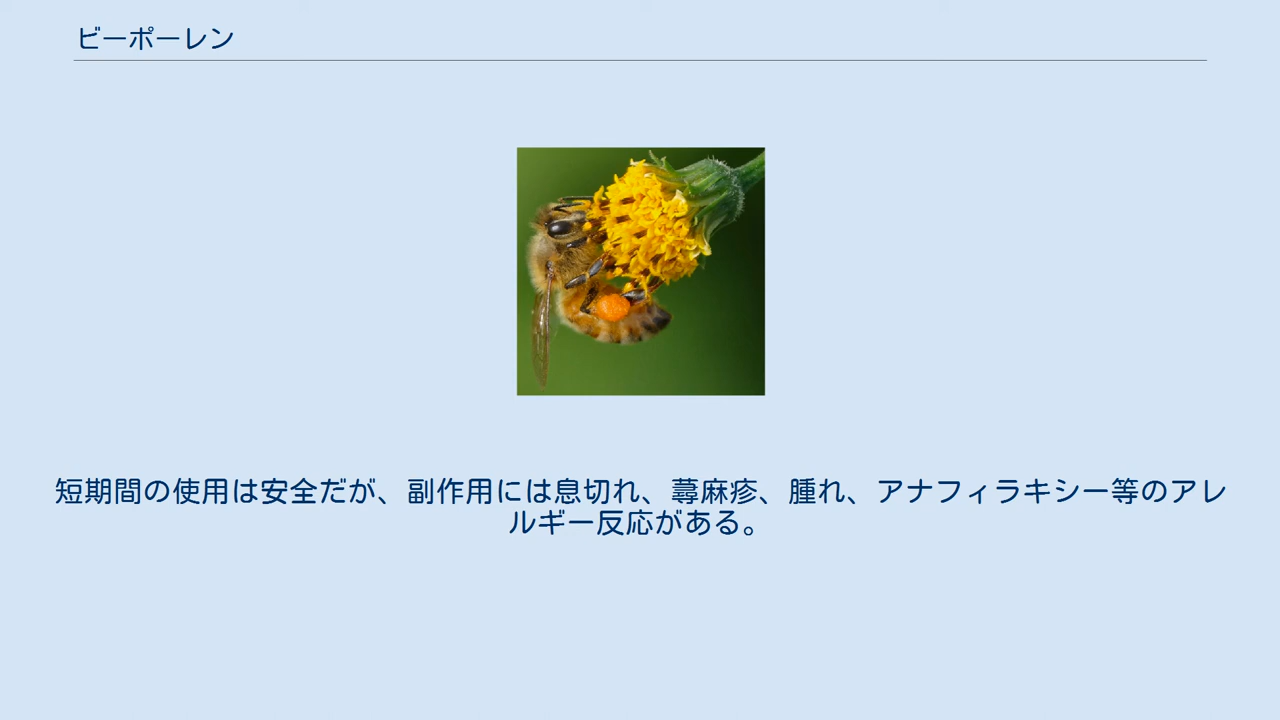 ビーポーレン
短期間の使用は安全だが、副作用には息切れ、蕁麻疹、腫れ、アナフィラキシー等のアレ
ルギー反応がある。